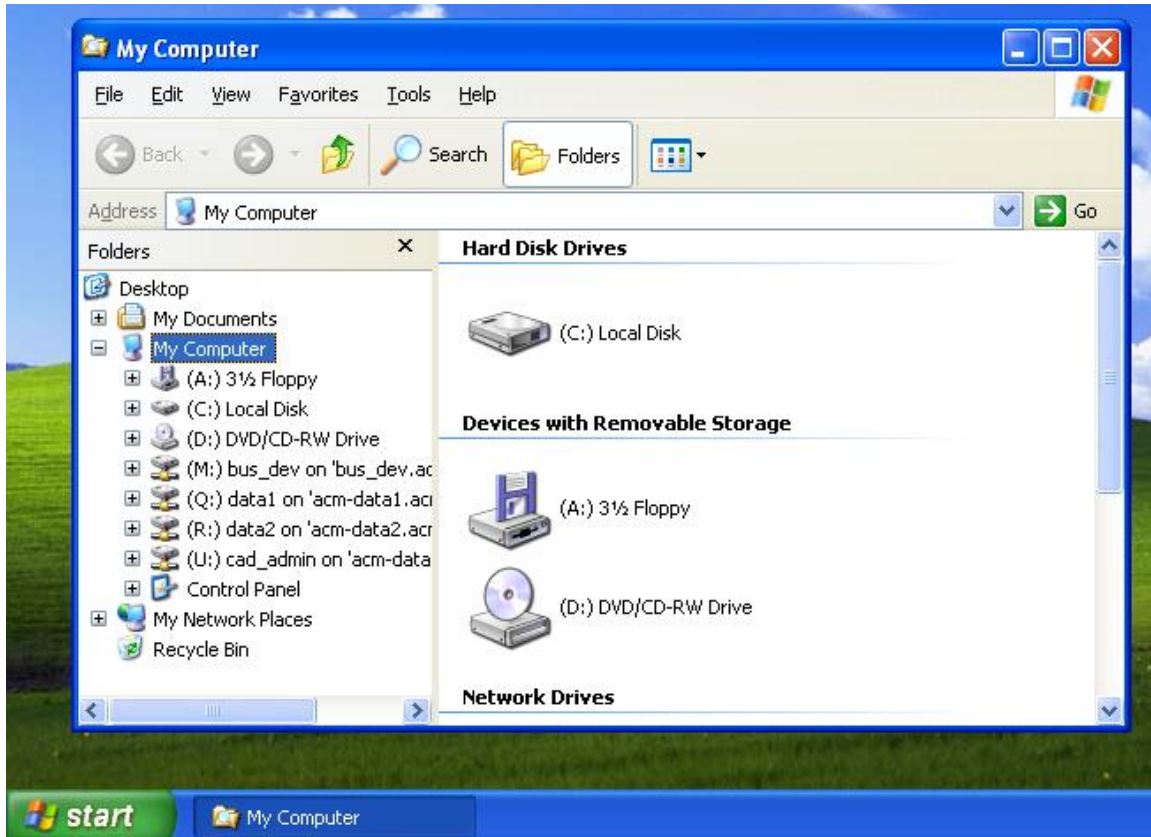 My Computer
File Edit View Favorites Tools Help
Back Search Folders
Address My Computer Go
Folders
Desktop
My Documents
My Computer
(A:) 3½ Floppy
(C:) Local Disk
(D:) DVD/CD-RW Drive
(M:) bus_dev on 'bus_dev.ac
(Q:) data1 on 'acm-data1.acr
(R:) data2 on 'acm-data2.acr
(U:) cad_admin on 'acm-data
Control Panel
My Network Places
Recycle Bin
Hard Disk Drives
(C:) Local Disk
Devices with Removable Storage
(A:) 3½ Floppy
(D:) DVD/CD-RW Drive
Network Drives
start My Computer